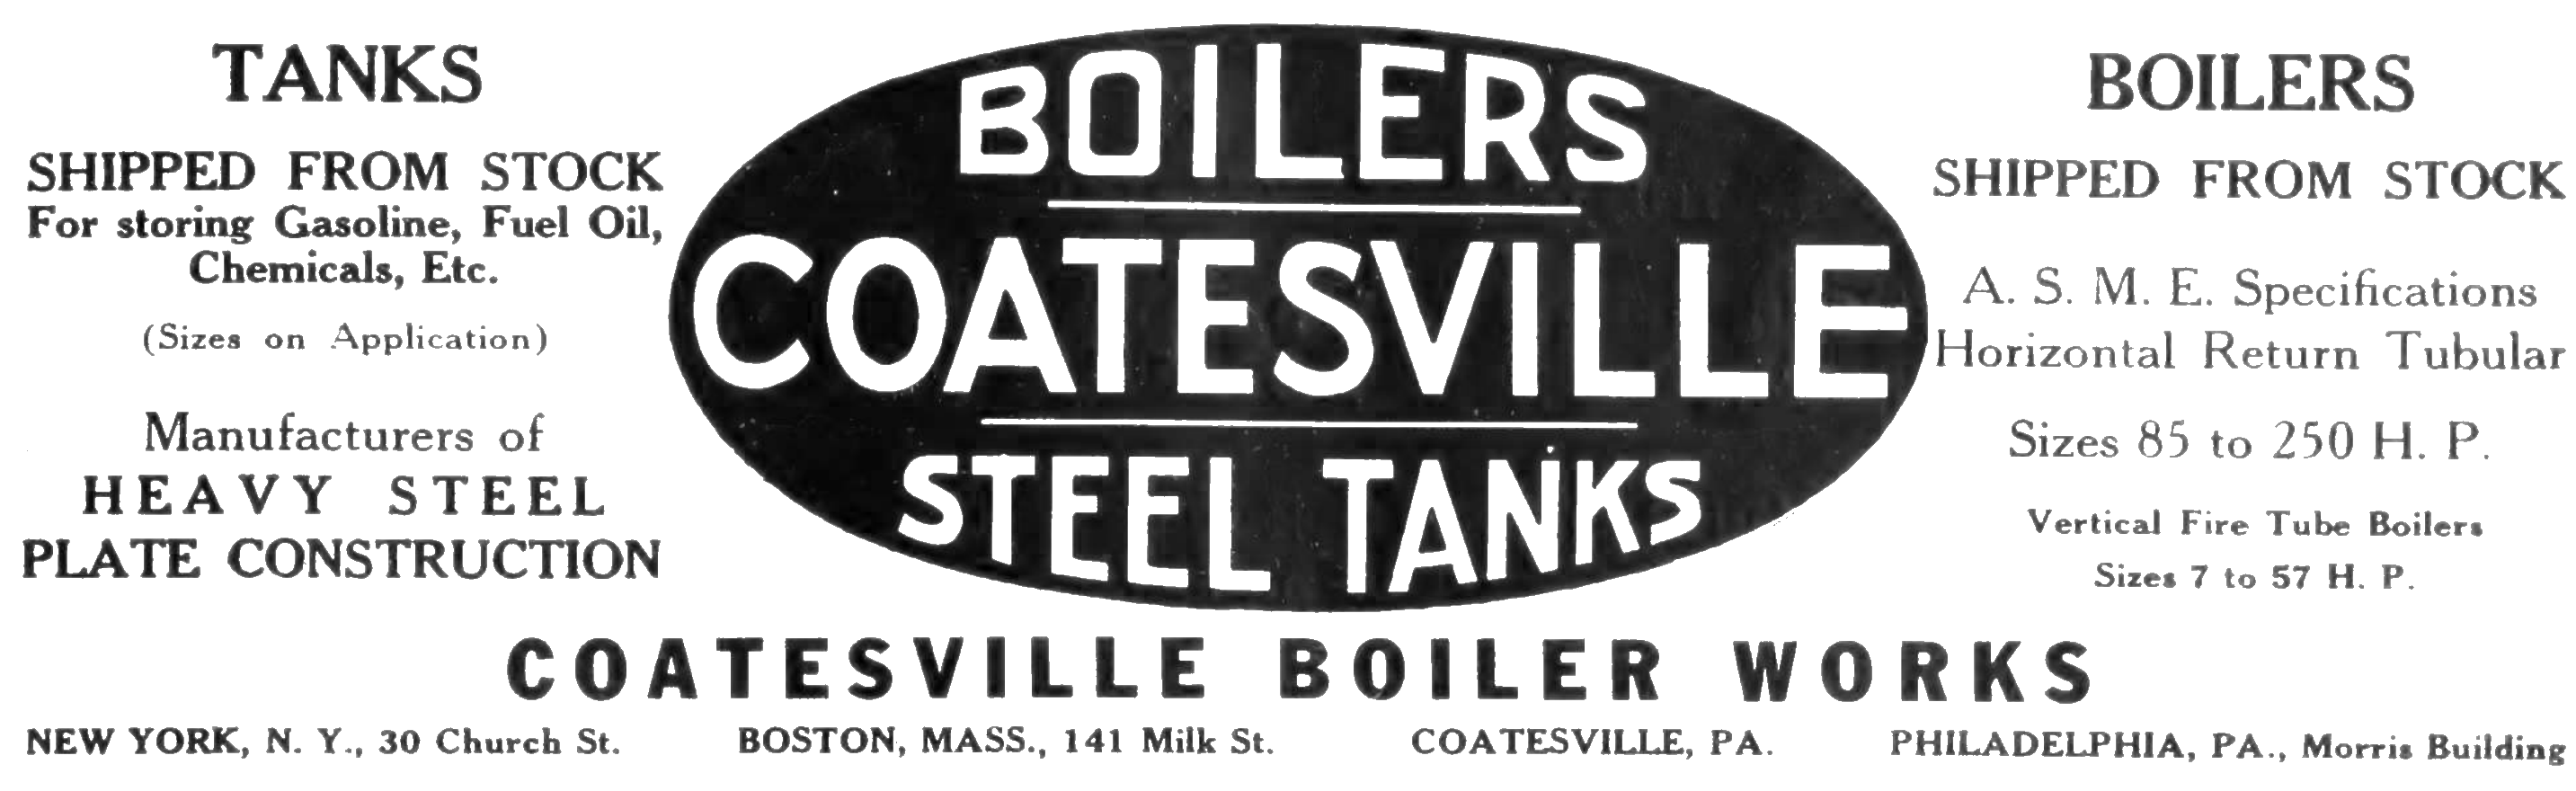 TANKS
SHIPPED FROM STOCK
For storing Gasoline, Fuel Oil,
Chemicals, Etc.
(Sizes on Application)
Manufacturers of
HEAVY STEEL
PLATE CONSTRUCTION
BOILERS
COATESVILLE
STEEL TANKS
BOILERS
SHIPPED FROM STOCK
A. S. M. E. Specifications
Horizontal Return Tubular
Sizes 85 to 250 H. P.
Vertical Fire Tube Boilers
Sizes 7 to 57 H. P.
COATESVILLE BOILER WORKS
NEW YORK, N. Y., 30 Church St.
BOSTON, MASS., 141 Milk St.
COATESVILLE, PA.
PHILADELPHIA, PA., Morris Building